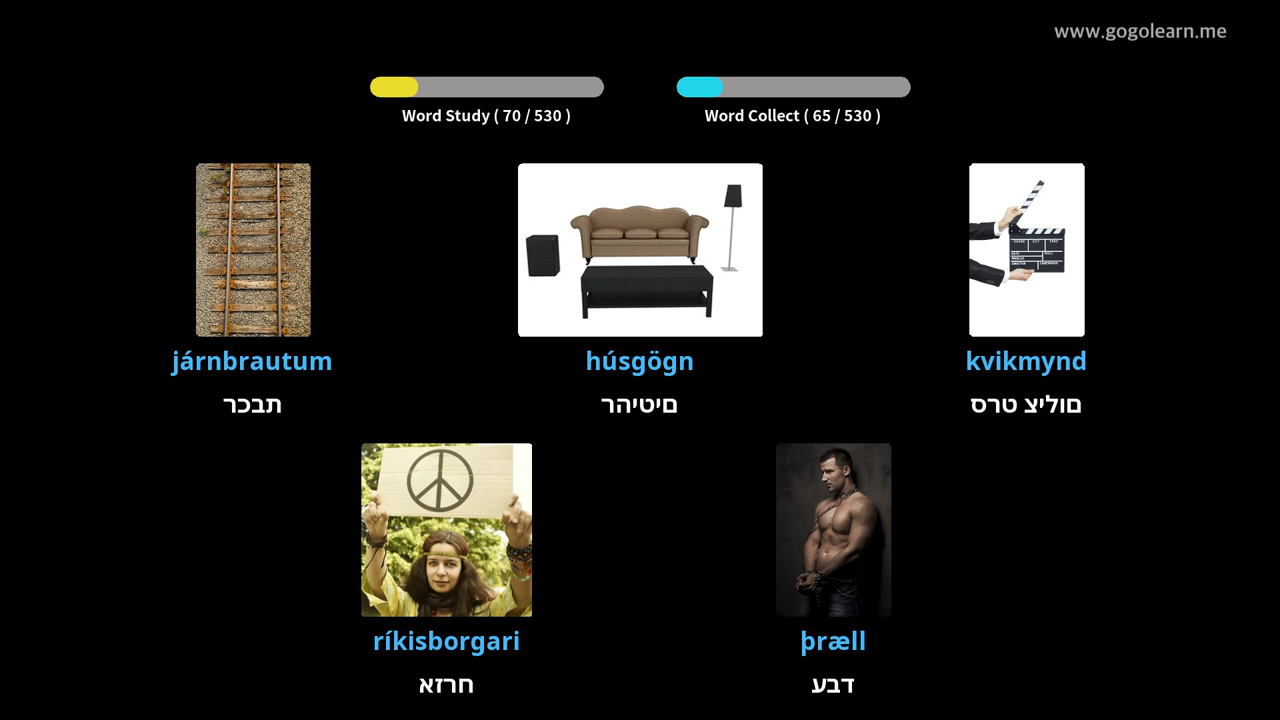 www.gogolearn.me
Word Study ( 70 / 530 )
Word Collect ( 65 / 530 )
járnbrautum
תבכר
húsgögn
םיטיהר
kvikmynd
םוליצ טרס
ríkisborgari
חרזא
þræll
דבע